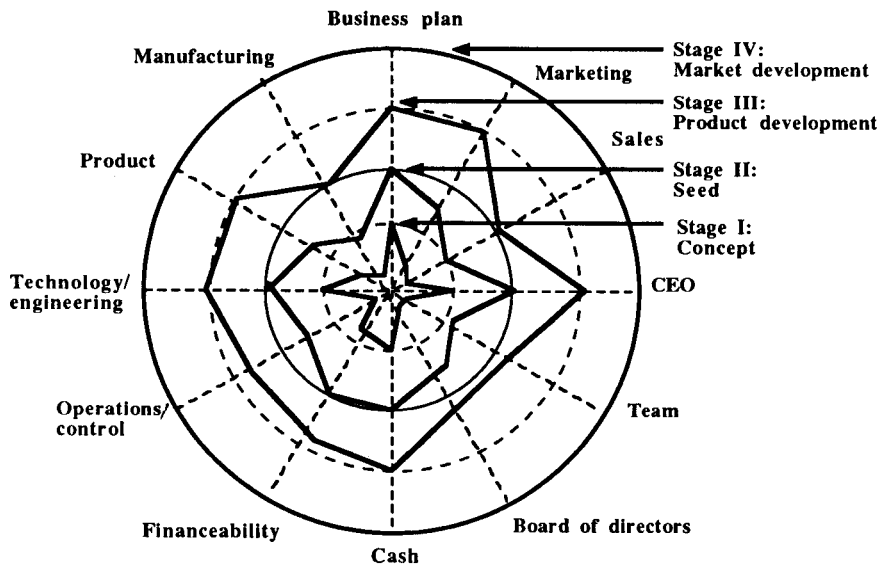 Business plan
Manufacturing
Marketing
Stage IV:
Market development
Stage III:
Product development
Product
Sales
Stage II:
Seed
Stage I:
Concept
Technology/
engineering
CEO
Operations/
control
Team
Financeability
Board of directors
Cash